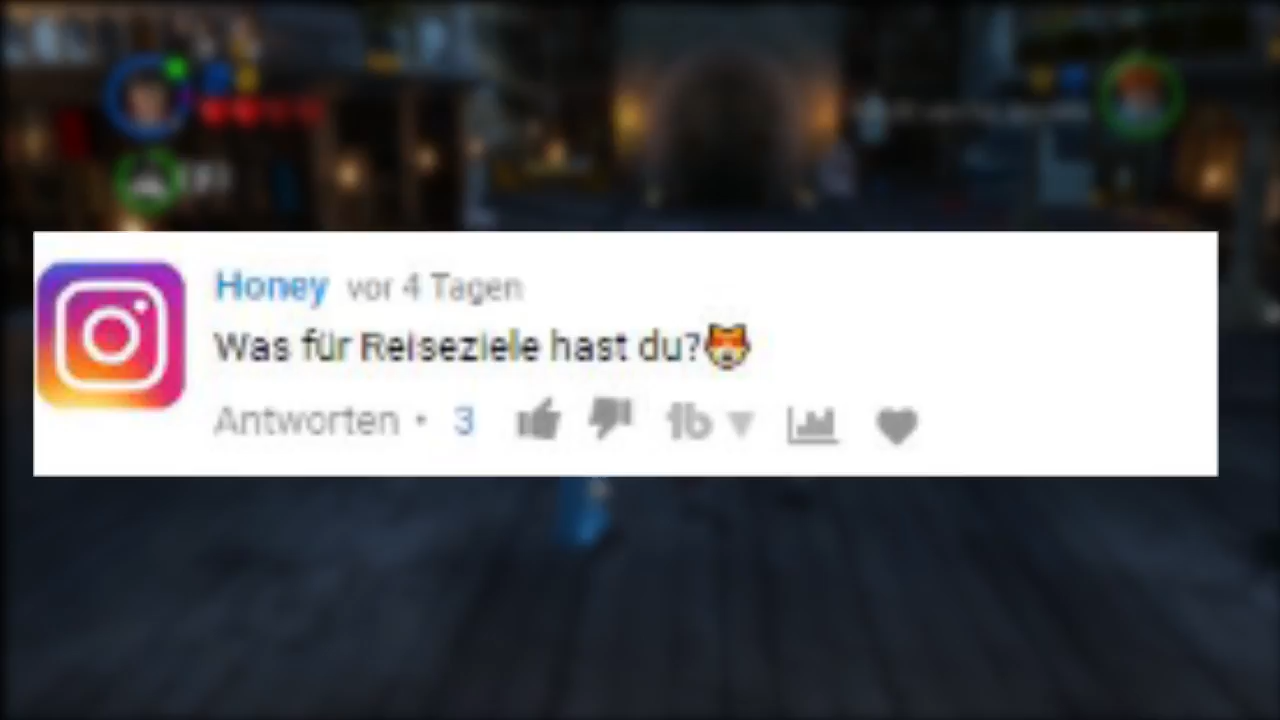 Honey vor 4 Tagen
Was für Reiseziele hast du?🦊
Antworten • 3